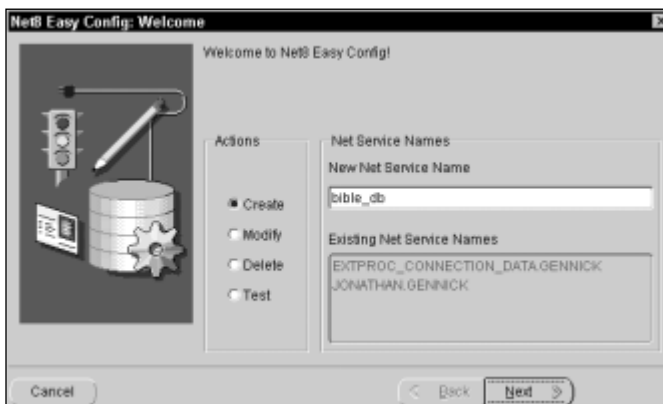 Net8 Easy Config: Welcome
Welcome to Net8 Easy Config!
Actions
Create
Modify
Delete
Test
Net Service Names
New Net Service Name
bible_db
Existing Net Service Names
EXTPROC_CONNECTION_DATA.GENNICK
JONATHAN.GENNICK
Cancel
Back
Next